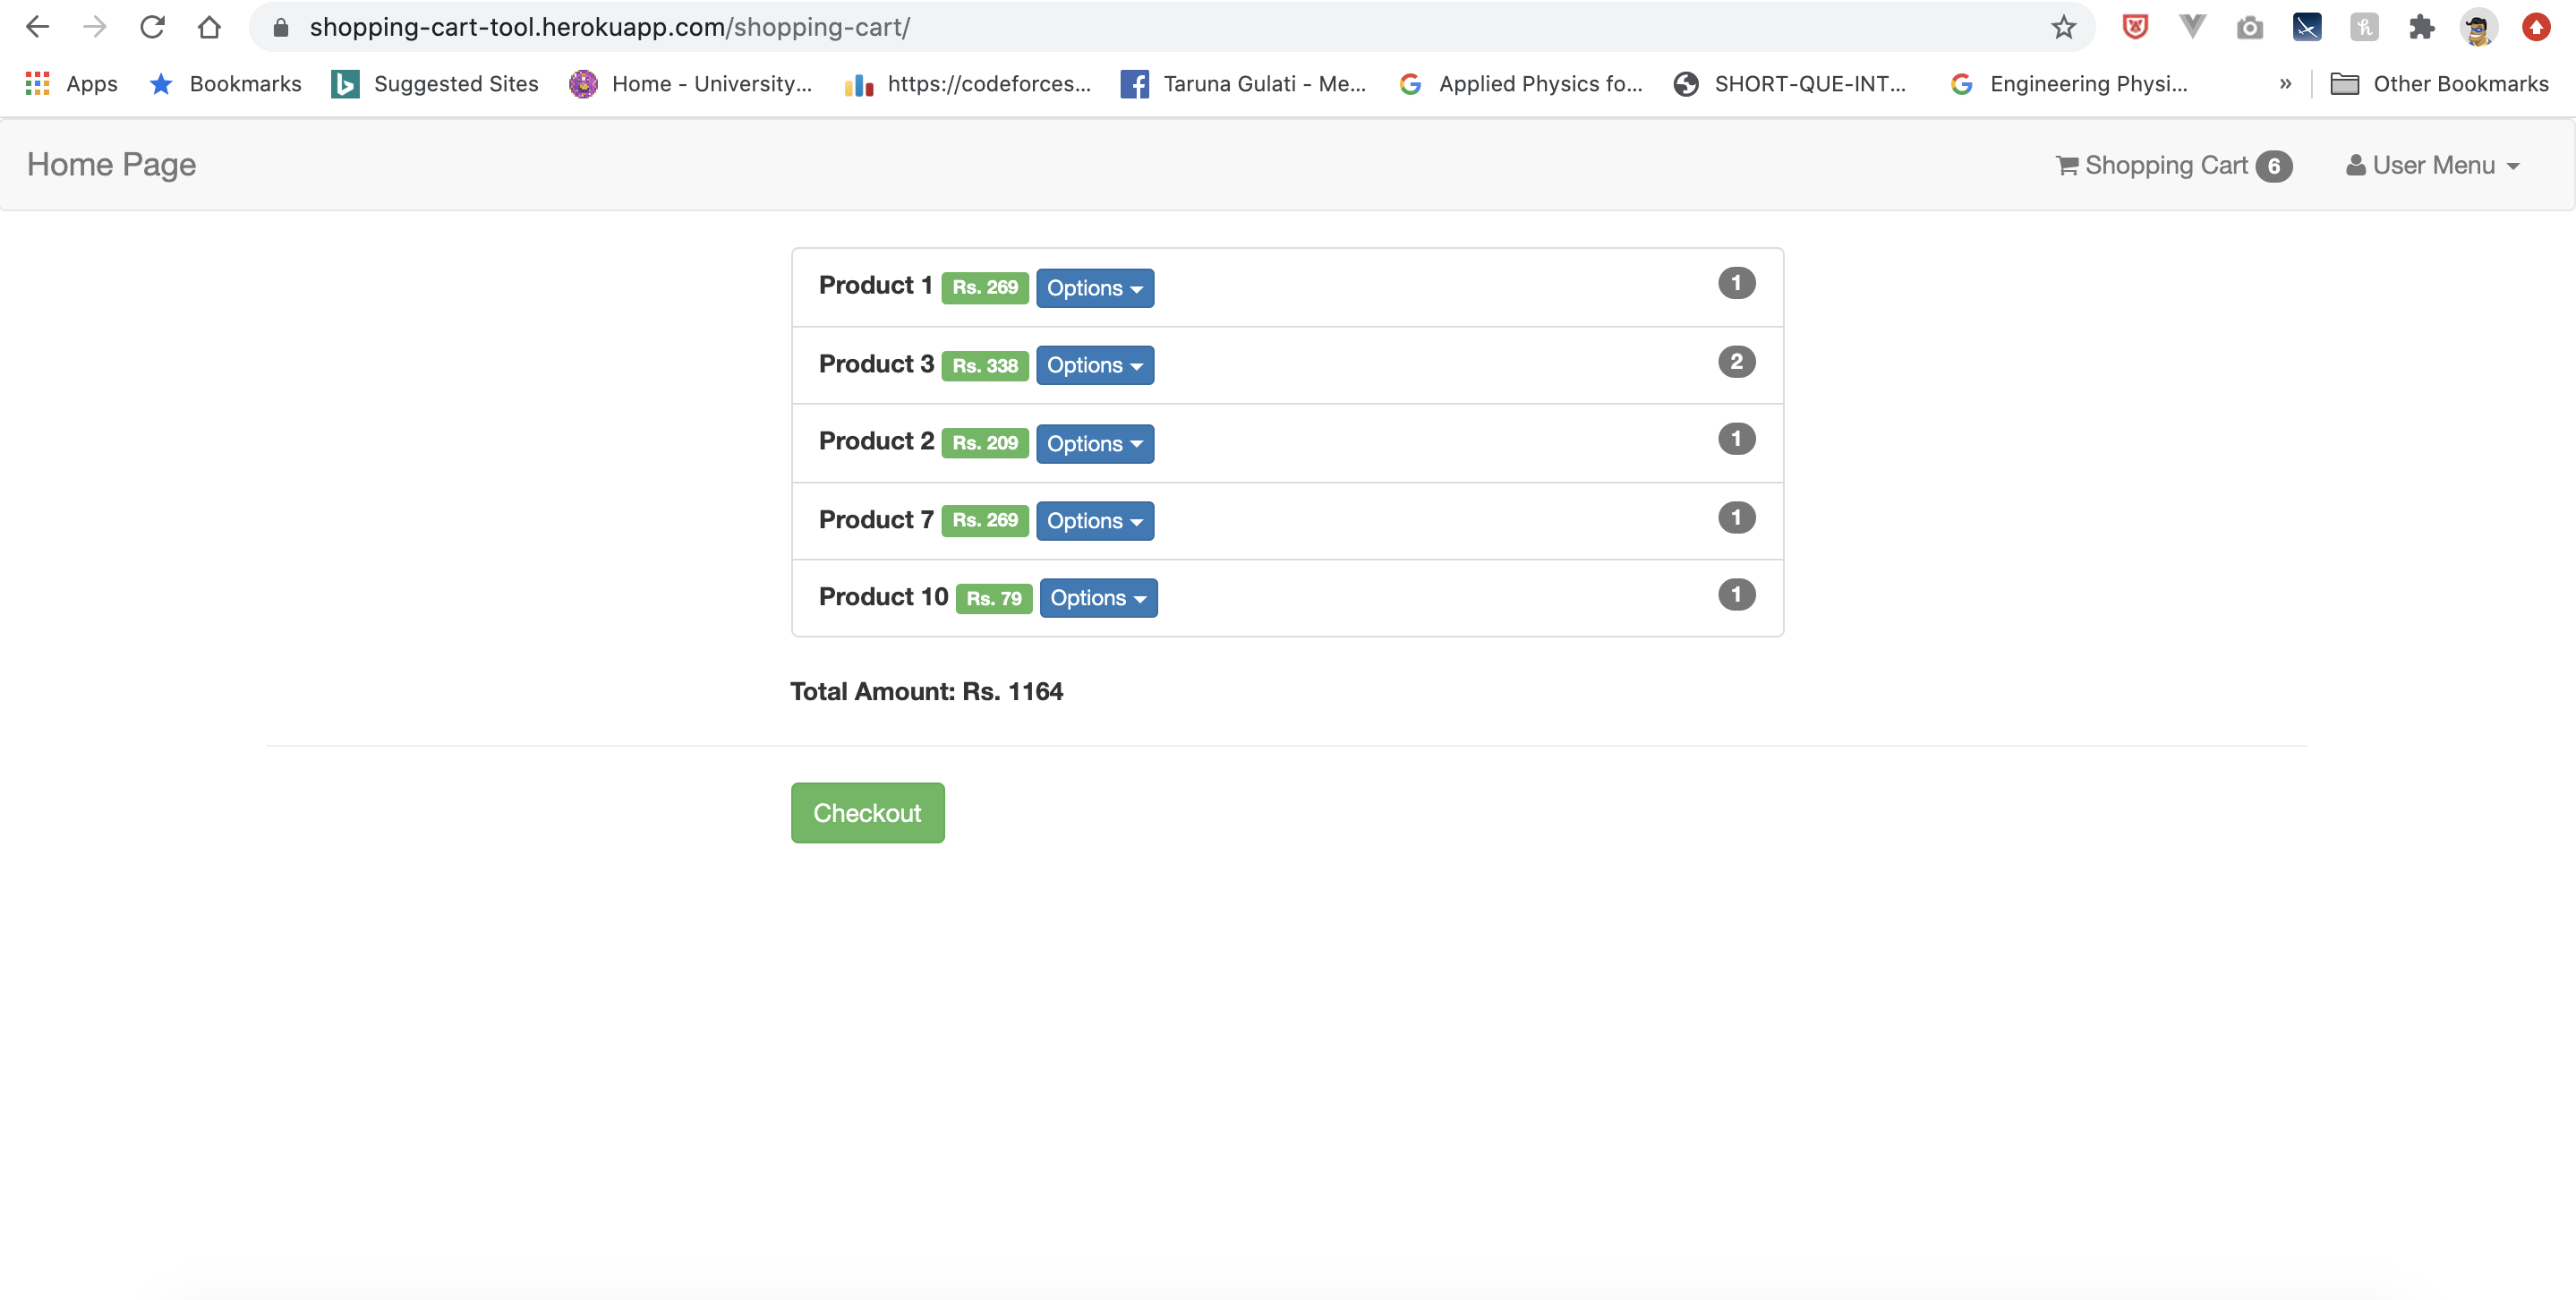 shopping-cart-tool.herokuapp.com/shopping-cart/
Apps Bookmarks Suggested Sites Home - University... https://codeforces... Taruna Gulati - Me... Applied Physics fo... SHORT-QUE-INT... Engineering Physi... » Other Bookmarks
Home Page Shopping Cart 6 User Menu
Product 1 Rs. 269 Options 1
Product 3 Rs. 338 Options 2
Product 2 Rs. 209 Options 1
Product 7 Rs. 269 Options 1
Product 10 Rs. 79 Options 1
Total Amount: Rs. 1164
Checkout